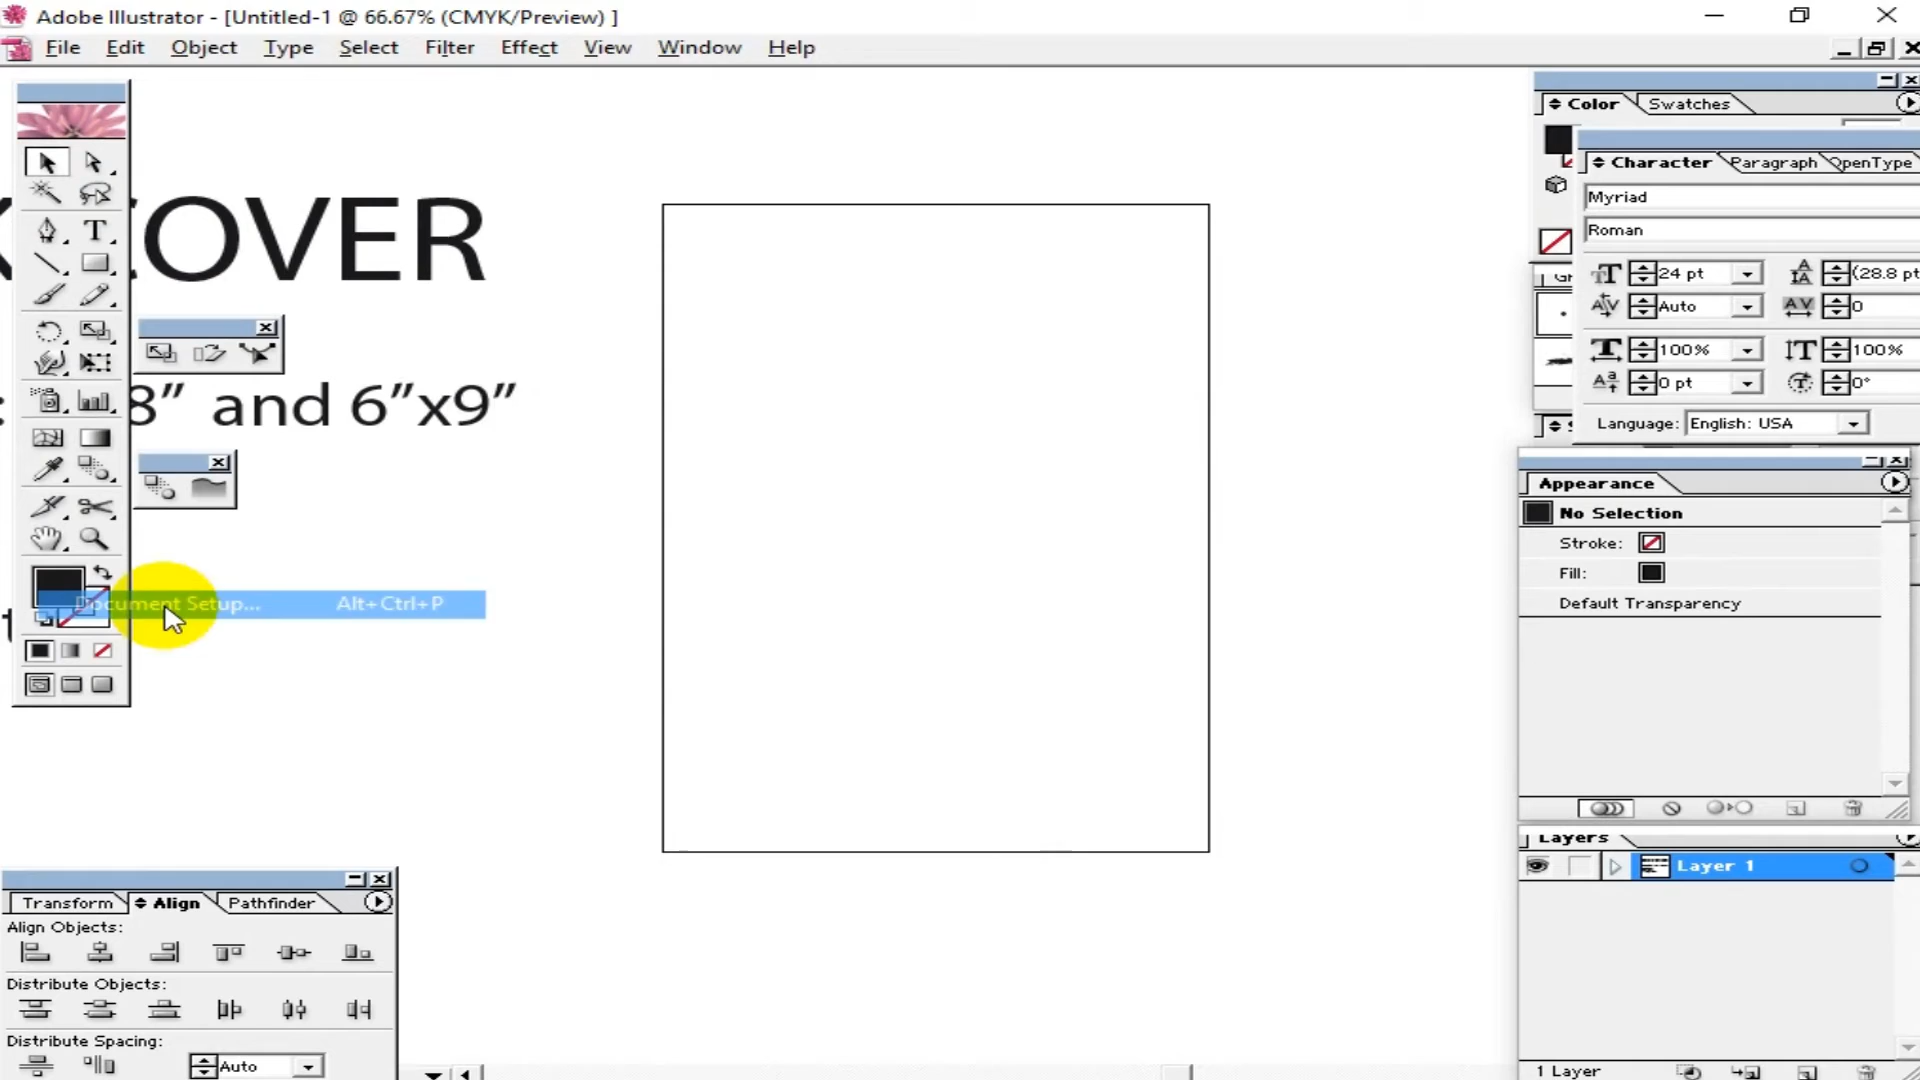 Adobe Illustrator - [Untitled-1 @ 66.67% (CMYK/Preview) ]
File Edit Object Type Select Filter Effect View Window Help
COVER
8” and 6”x9”
Document Setup... Alt+Ctrl+P
Transform Align Pathfinder
Align Objects:
Distribute Objects:
Distribute Spacing:
Auto
Color Swatches
Character Paragraph OpenType
Myriad
Roman
24 pt (28.8 pt
Auto 0
100% 100%
0 pt 0°
Language: English: USA
Appearance
No Selection
Stroke:
Fill:
Default Transparency
Layers
Layer 1
1 Layer